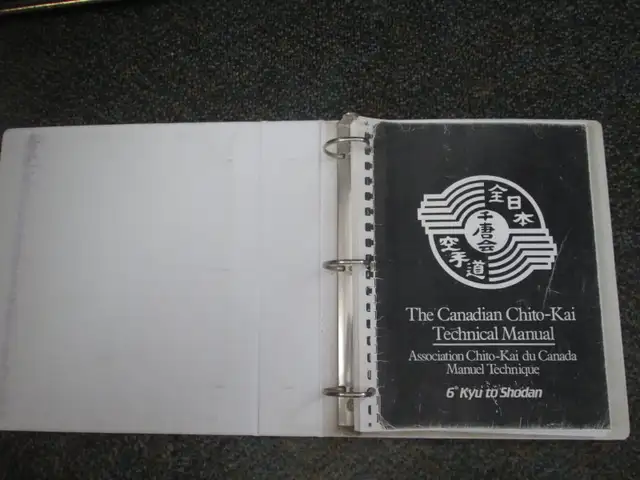 全日本
千唐会
空手道
The Canadian Chito-Kai
Technical Manual
Association Chito-Kai du Canada
Manuel Technique
6° Kyu to Shodan